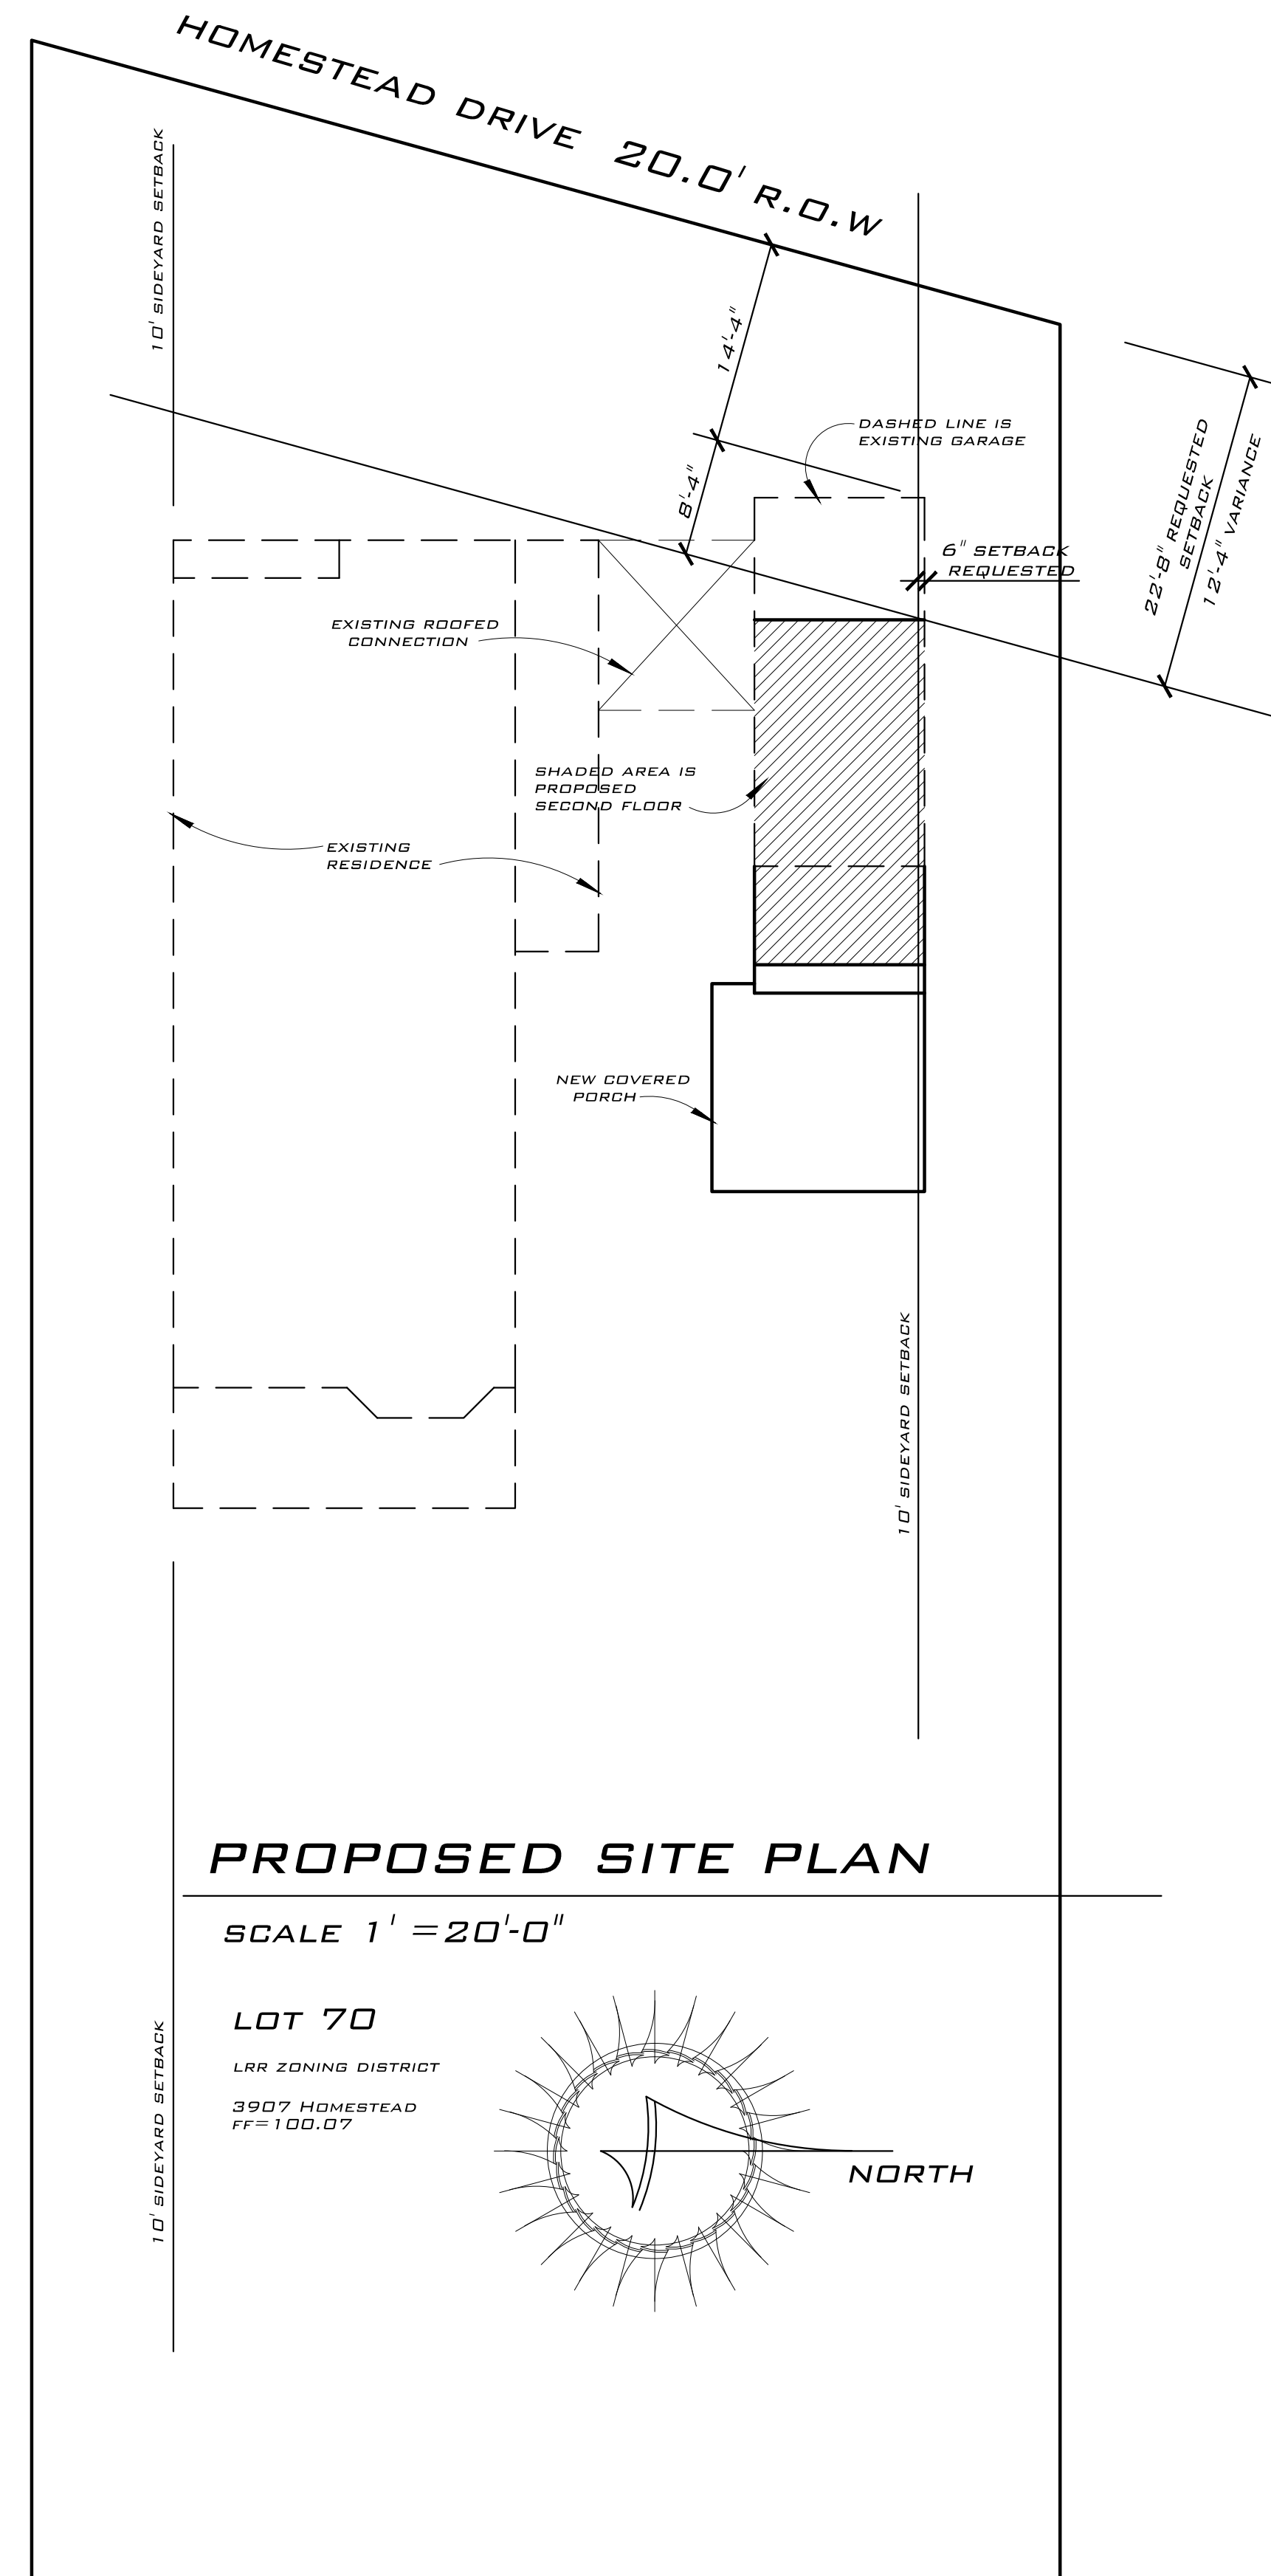 HOMESTEAD DRIVE 20.0' R.O.W
10' SIDEYARD SETBACK
14'-4"
8'-4"
DASHED LINE IS
EXISTING GARAGE
22'-8" REQUESTED
SETBACK
12'-4" VARIANCE
6" SETBACK
REQUESTED
EXISTING ROOFED
CONNECTION
SHADED AREA IS
PROPOSED
SECOND FLOOR
EXISTING
RESIDENCE
NEW COVERED
PORCH
10' SIDEYARD SETBACK
PROPOSED SITE PLAN
SCALE 1' =20'-0"
LOT 70
LRR ZONING DISTRICT
3907 HOMESTEAD
FF=100.07
10' SIDEYARD SETBACK
NORTH